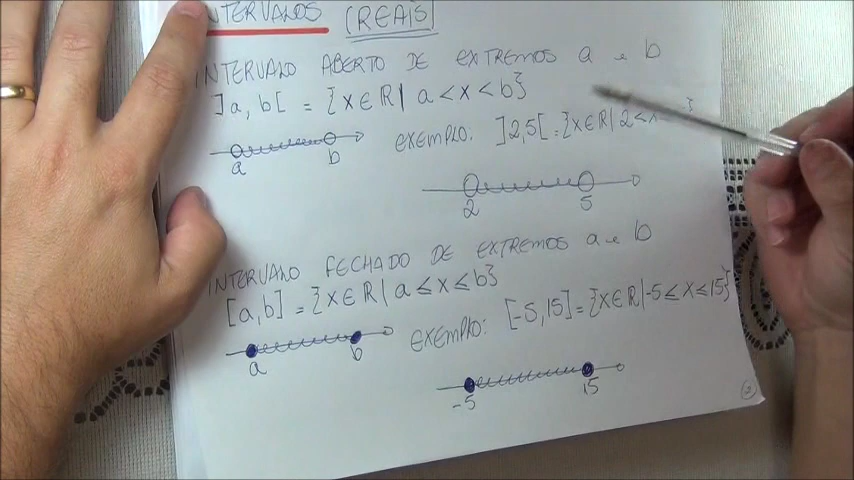 INTERVALOS (REAIS)
INTERVALO ABERTO DE EXTREMOS a e b
]a, b[ = {x ∈ R | a < x < b}
a b
EXEMPLO: ]2,5[ = {x ∈ R | 2 < x }
2 5
INTERVALO FECHADO DE EXTREMOS a e b
[a,b] = {x ∈ R | a ≤ x ≤ b}
a b
EXEMPLO: [-5,15] = {x ∈ R | -5 ≤ x ≤ 15}
-5 15